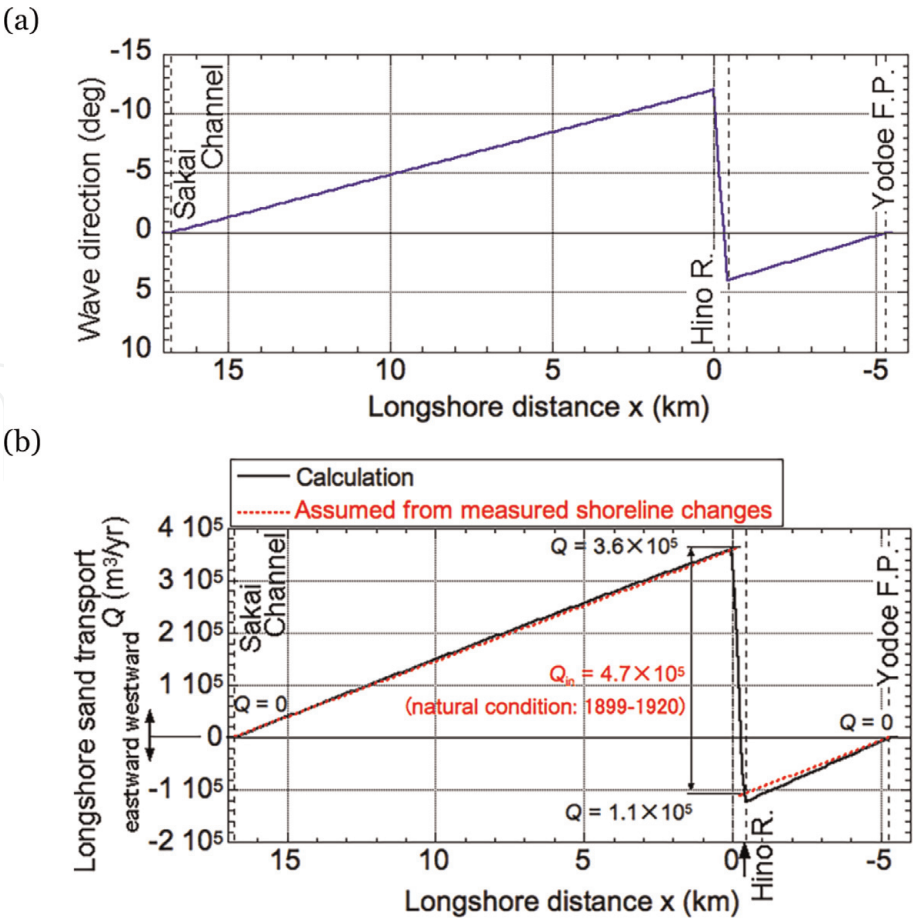 (a)
-15
-10
-5
0
5
10
Wave direction (deg)
Sakai
Channel
Hino R.
Yodoe F.P.
15 10 5 0 -5
Longshore distance x (km)
(b)
Calculation
Assumed from measured shoreline changes
4 10⁵
3 10⁵
2 10⁵
1 10⁵
0
-1 10⁵
-2 10⁵
Longshore sand transport
Q (m³/yr)
eastward westward
Sakai
Channel
Q = 0
Q = 3.6×10⁵
Qin = 4.7×10⁵
(natural condition: 1899-1920)
Q = 1.1×10⁵
Q = 0
Hino R.
Yodoe F.P.
15 10 5 0 -5
Longshore distance x (km)